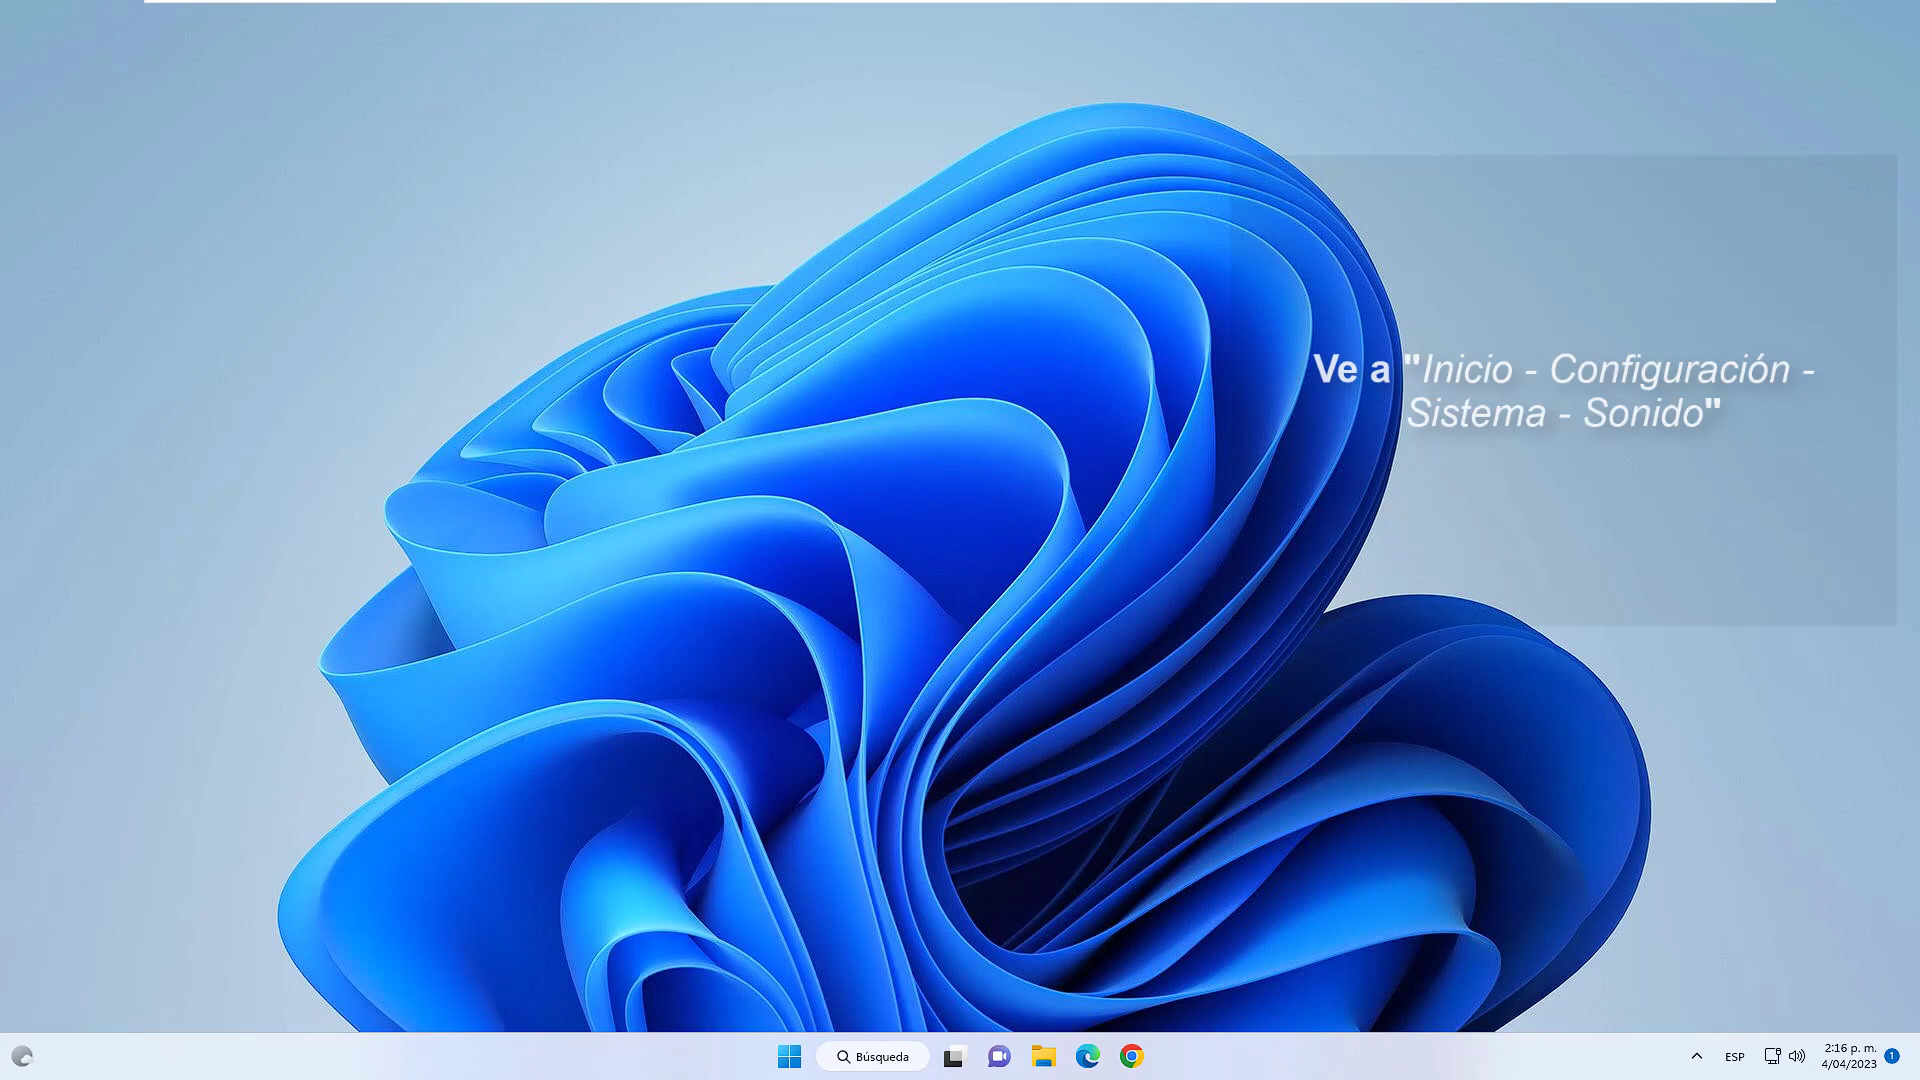 Ve a "Inicio - Configuración -
Sistema - Sonido"
Búsqueda
ESP
2:16 p. m.
4/04/2023
1